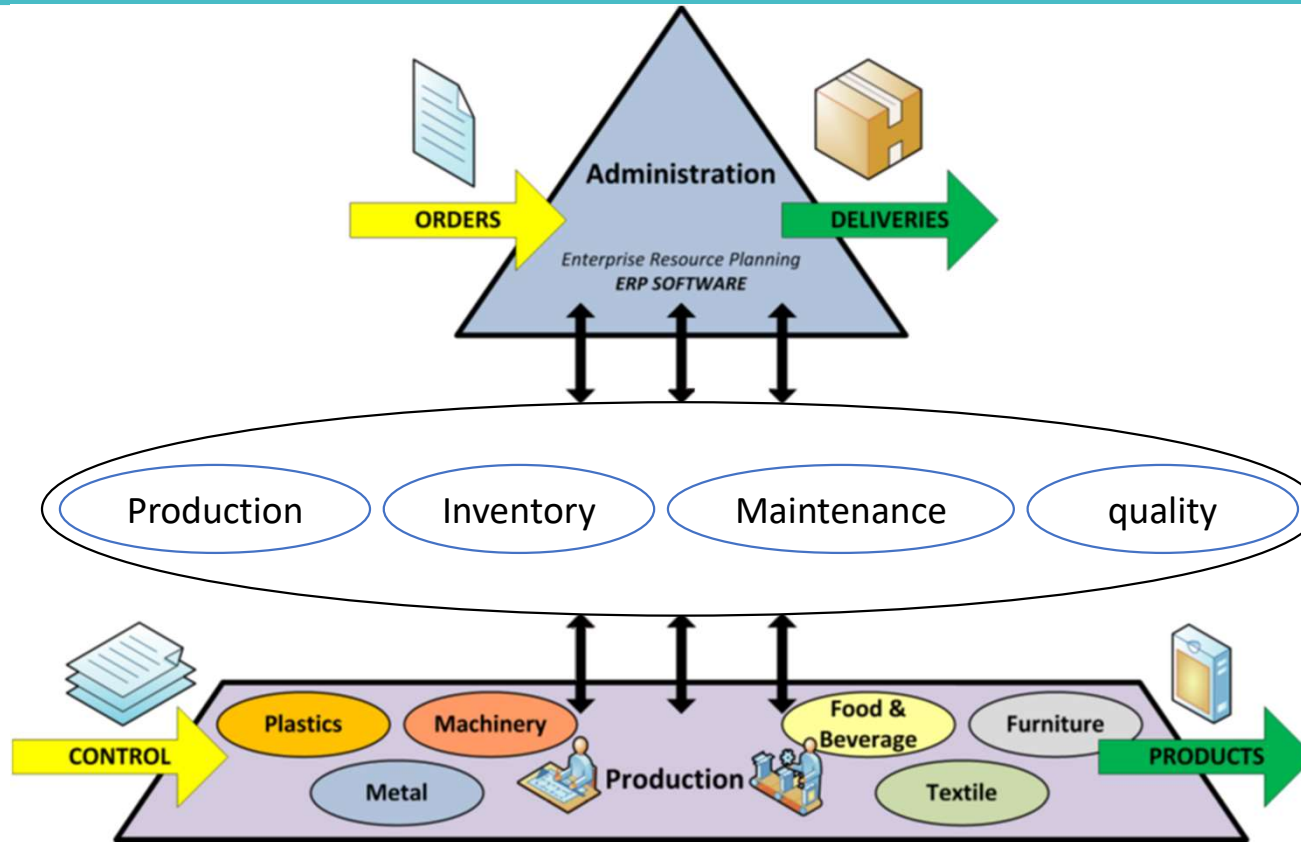 Administration
ORDERS
DELIVERIES
Enterprise Resource Planning
ERP SOFTWARE
Production
Inventory
Maintenance
quality
Plastics
Machinery
Food &
Beverage
Furniture
CONTROL
PRODUCTS
Metal
Production
Textile